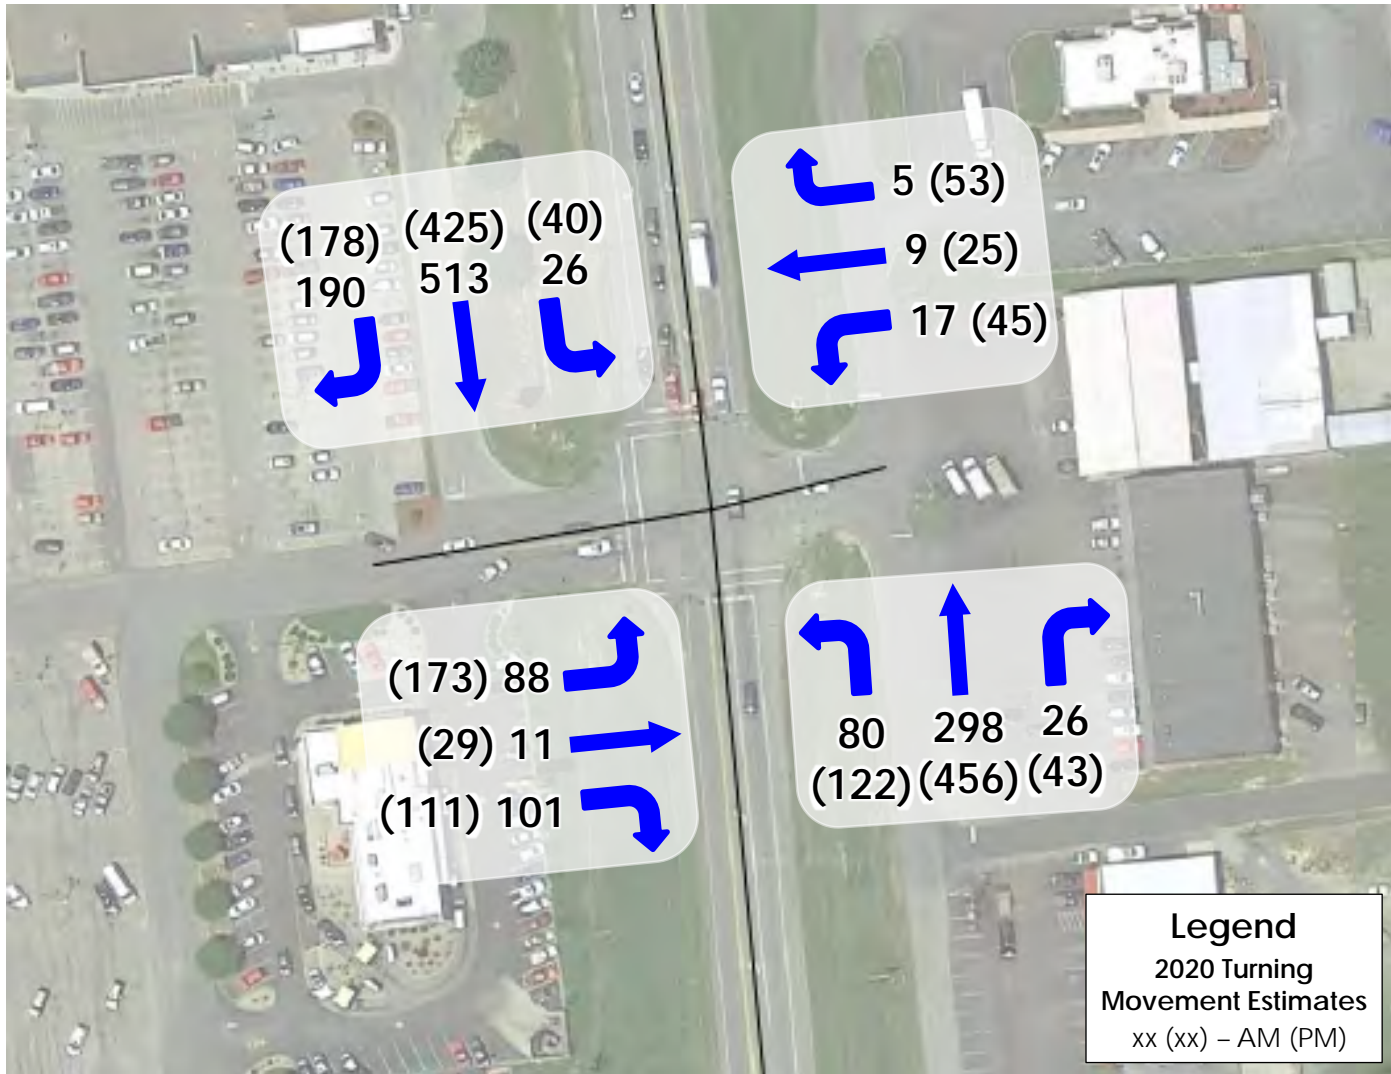 (178) (425) (40)
190 513 26
5 (53)
9 (25)
17 (45)
(173) 88
(29) 11
(111) 101
80 298 26
(122) (456) (43)
Legend
2020 Turning
Movement Estimates
xx (xx) – AM (PM)